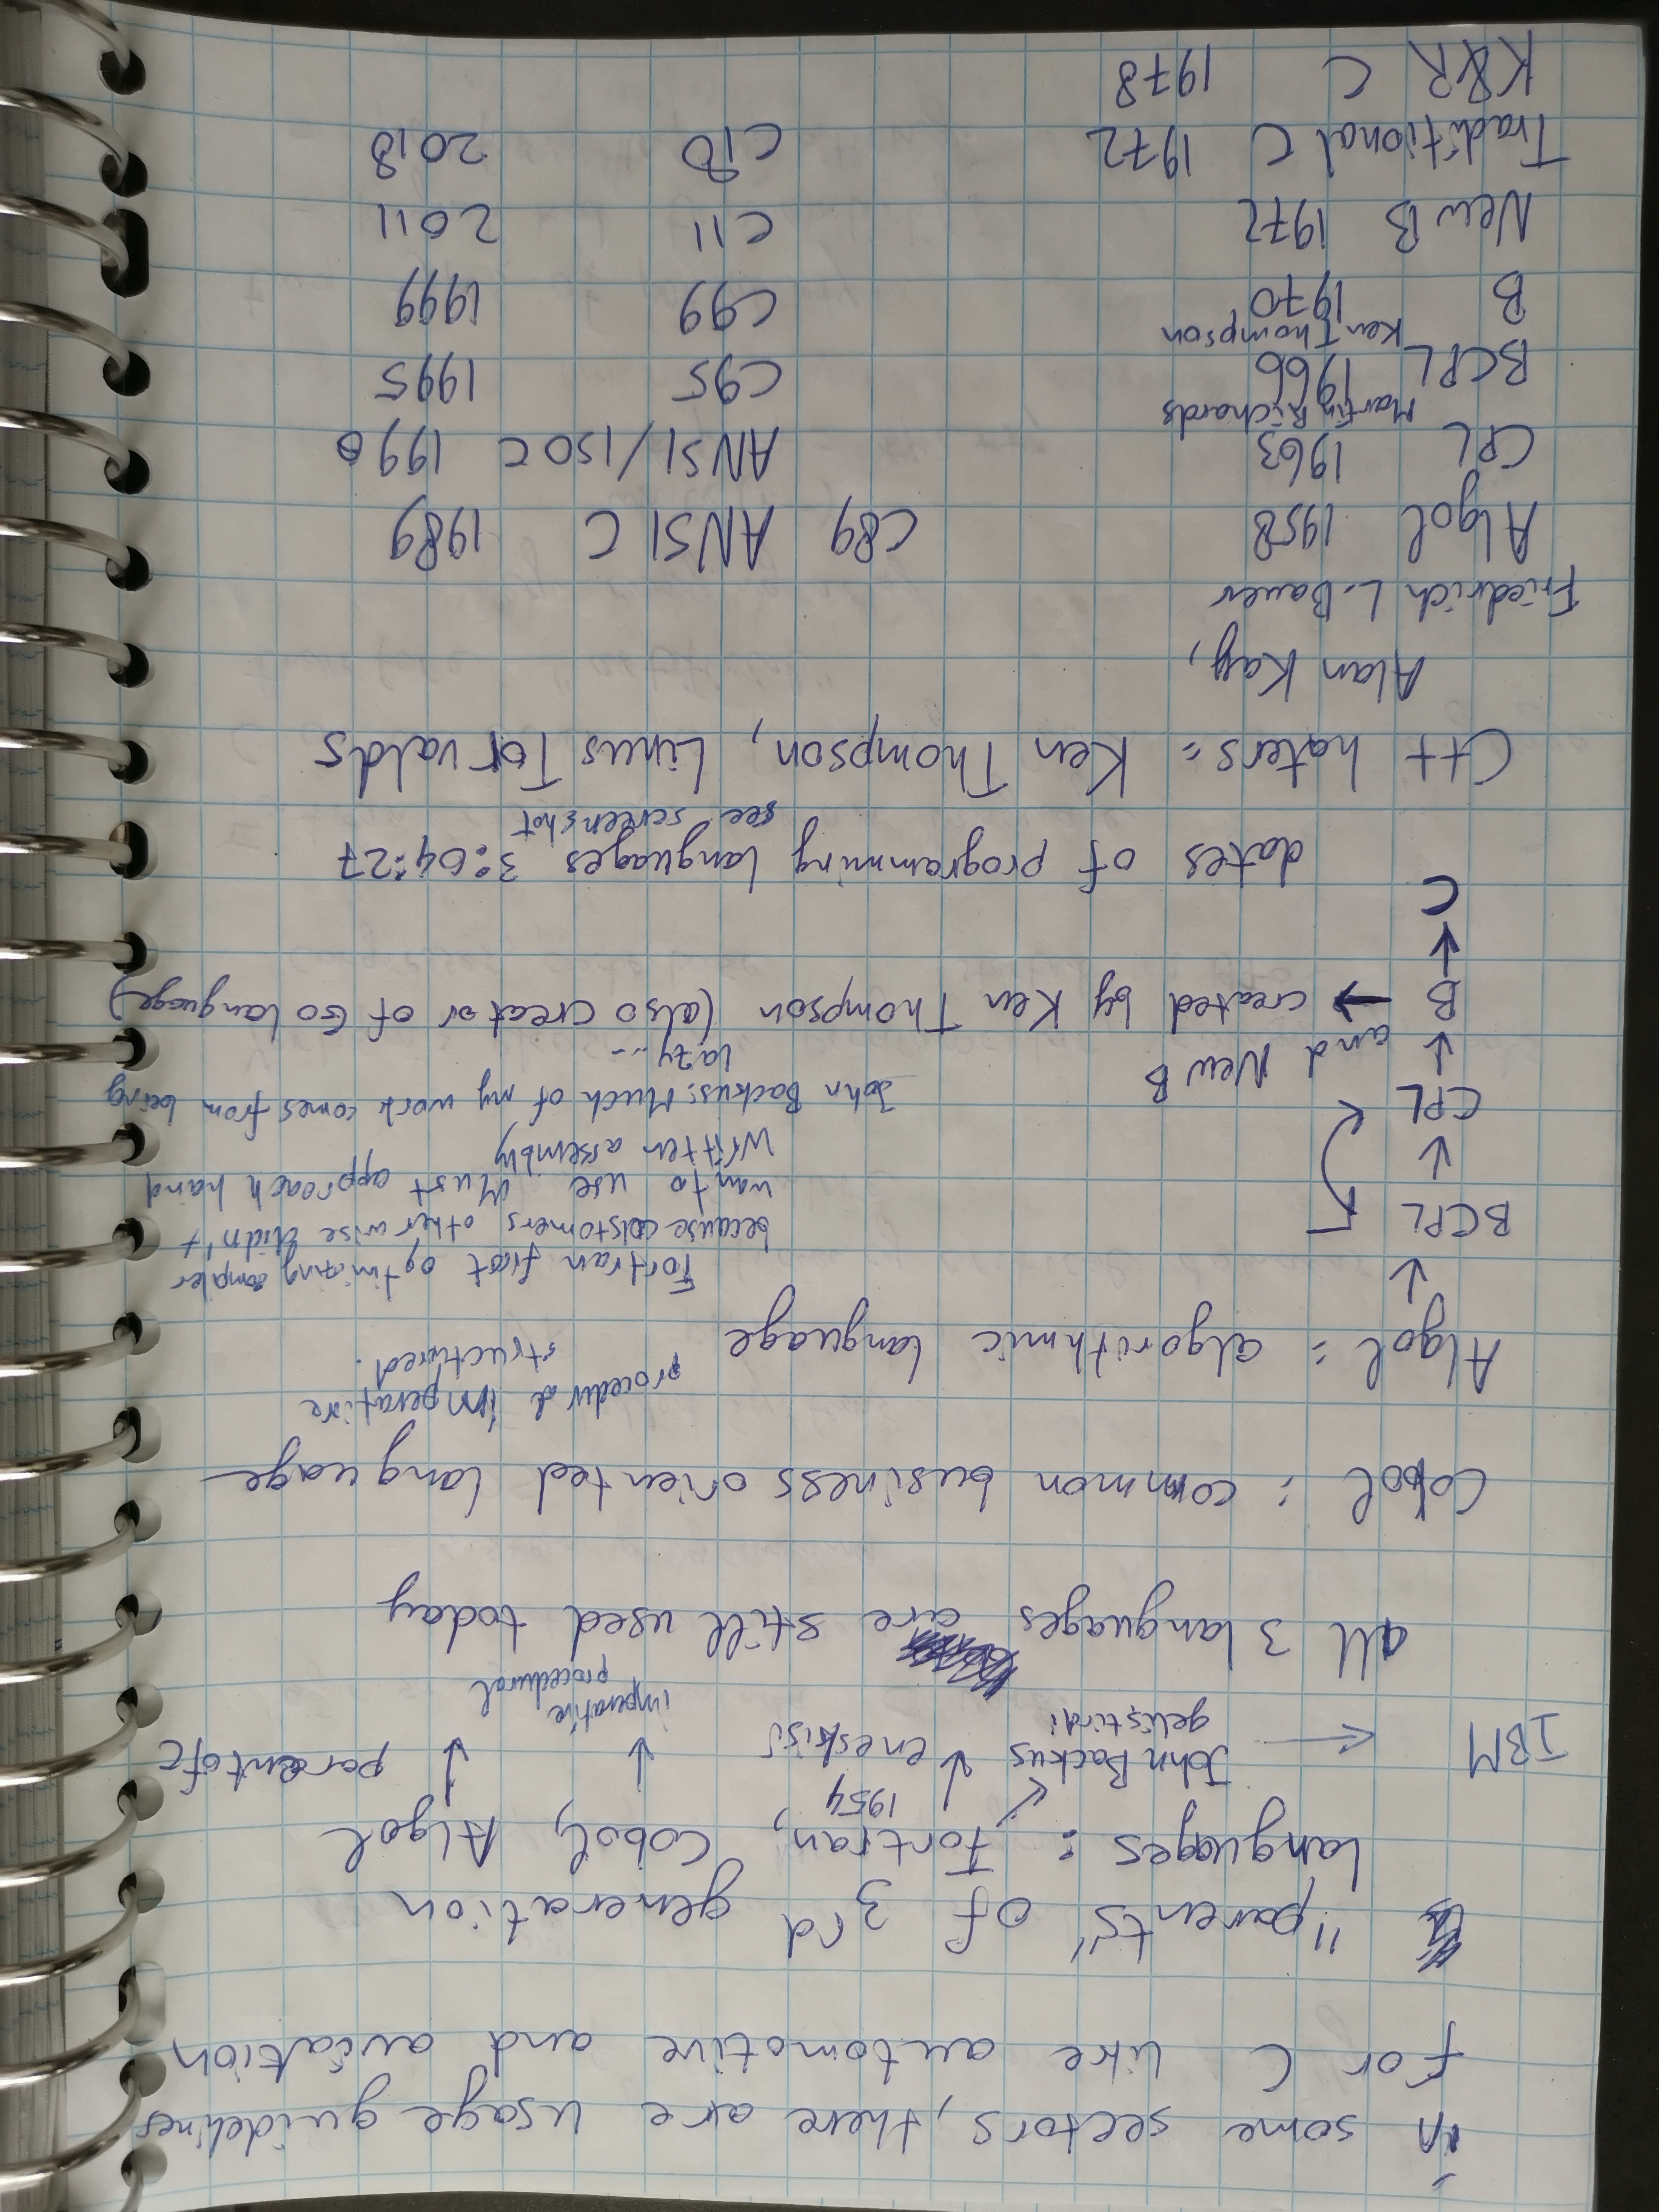 in some sectors, there are usage guidelines
for C like automotive and aviation
"parents" of 3rd generation
languages : Fortran, Cobol, Algol
1954
IBM ← John Backus
geliştirdi
en eskisi
imperative
procedural
parent of C
all 3 languages are still used today
Cobol : common business oriented language
Algol : algorithmic language
procedural imperative
structured.
↓
BCPL
↓
CPL
↓ and New B
B → created by Ken Thompson (also creator of Go language)
↓
C
Fortran first optimizing compiler
because customers otherwise didn't
want to use. Must approach hand
written assembly
John Backus: Much of my work comes from being
lazy...
dates of programming languages 3:04:27
see screenshot
C++ haters: Ken Thompson, Linus Torvalds
Alan Kay,
Friedrich L. Bauer
Algol 1958
CPL 1963
Martin Richards
BCPL 1966
Ken Thompson
B 1970
New B 1972
Traditional C 1972
K&R C 1978
C89 ANSI C 1989
ANSI/ISO C 1990
C95 1995
C99 1999
C11 2011
C18 2018